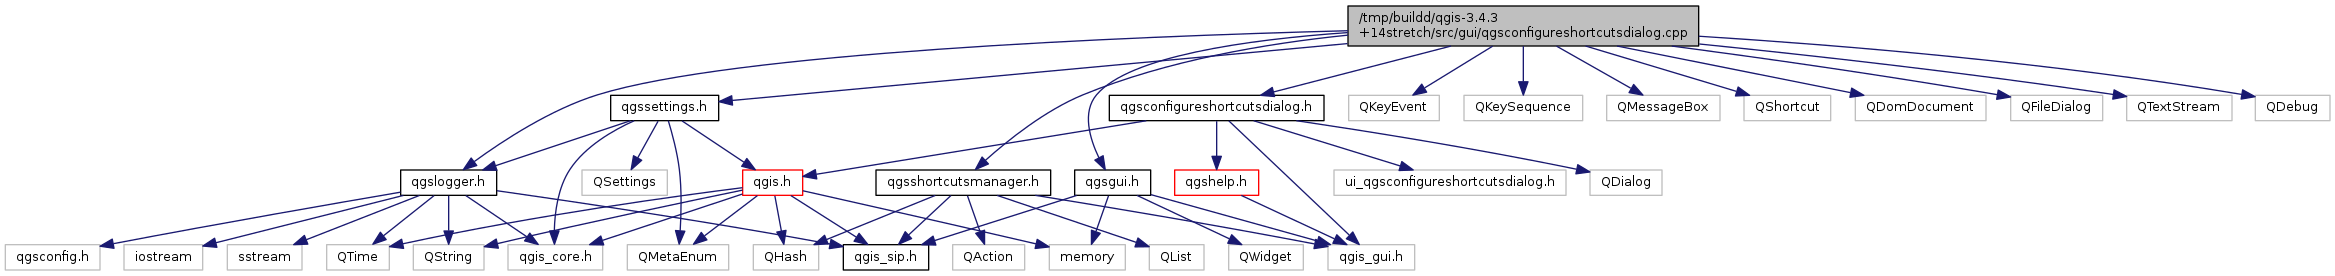 /tmp/buildd/qgis-3.4.3
+14stretch/src/gui/qgsconfigureshortcutsdialog.cpp
qgssettings.h
qgsconfigureshortcutsdialog.h
QKeyEvent
QKeySequence
QMessageBox
QShortcut
QDomDocument
QFileDialog
QTextStream
QDebug
qgslogger.h
QSettings
qgis.h
qgsshortcutsmanager.h
qgsgui.h
qgshelp.h
ui_qgsconfigureshortcutsdialog.h
QDialog
qgsconfig.h
iostream
sstream
QTime
QString
qgis_core.h
QMetaEnum
QHash
qgis_sip.h
QAction
memory
QList
QWidget
qgis_gui.h